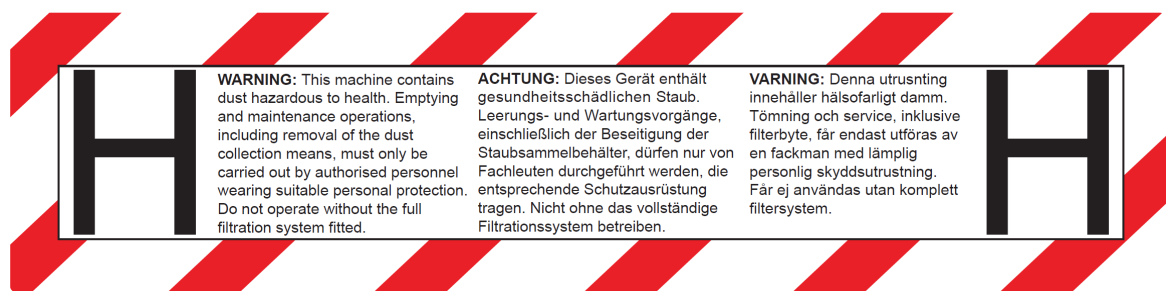 H
WARNING: This machine contains
dust hazardous to health. Emptying
and maintenance operations,
including removal of the dust
collection means, must only be
carried out by authorised personnel
wearing suitable personal protection.
Do not operate without the full
filtration system fitted.
ACHTUNG: Dieses Gerät enthält
gesundheitsschädlichen Staub.
Leerungs- und Wartungsvorgänge,
einschließlich der Beseitigung der
Staubsammelbehälter, dürfen nur von
Fachleuten durchgeführt werden, die
entsprechende Schutzausrüstung
tragen. Nicht ohne das vollständige
Filtrationssystem betreiben.
VARNING: Denna utrusnting
innehåller hälsofarligt damm.
Tömning och service, inklusive
filterbyte, får endast utföras av
en fackman med lämplig
personlig skyddsutrustning.
Får ej användas utan komplett
filtersystem.
H